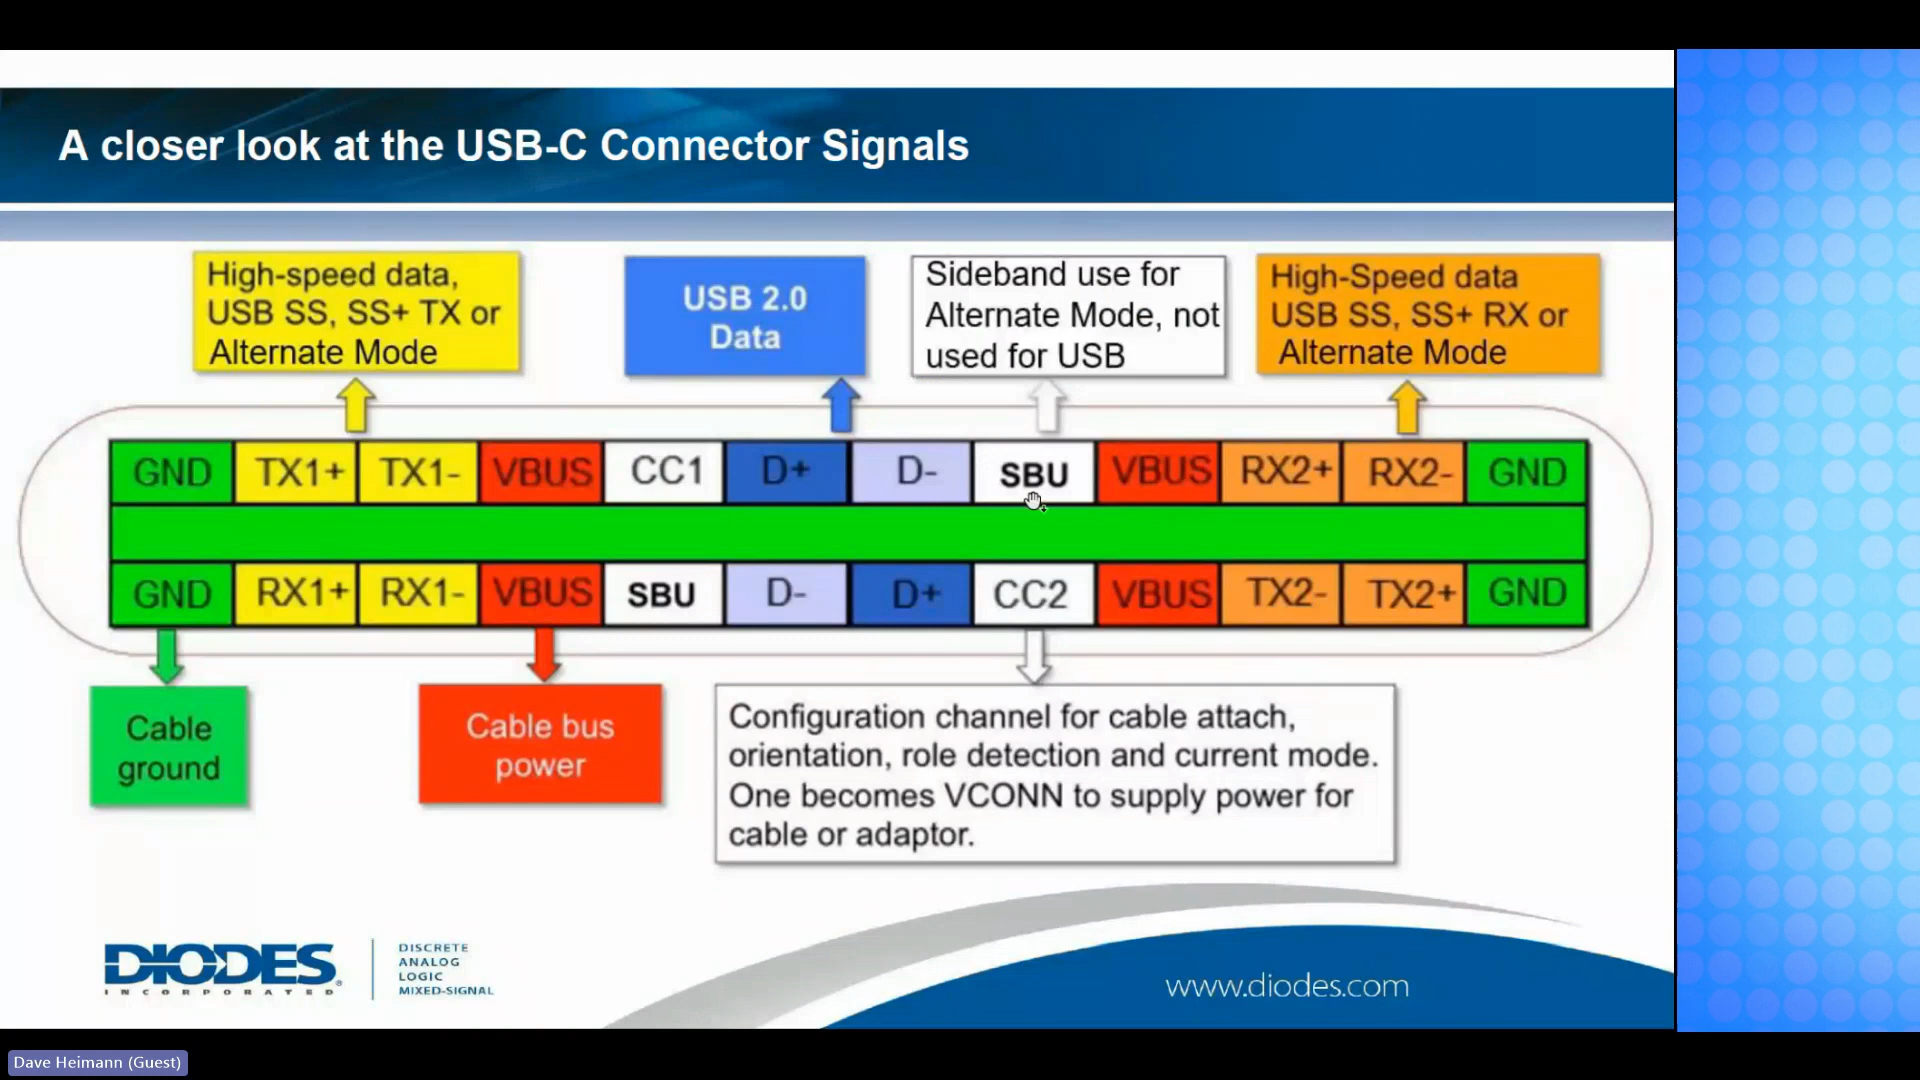 A closer look at the USB-C Connector Signals
High-speed data,
USB SS, SS+ TX or
Alternate Mode
USB 2.0
Data
Sideband use for
Alternate Mode, not
used for USB
High-Speed data
USB SS, SS+ RX or
Alternate Mode
GND TX1+ TX1- VBUS CC1 D+ D- SBU VBUS RX2+ RX2- GND
GND RX1+ RX1- VBUS SBU D- D+ CC2 VBUS TX2- TX2+ GND
Cable
ground
Cable bus
power
Configuration channel for cable attach,
orientation, role detection and current mode.
One becomes VCONN to supply power for
cable or adaptor.
DIODES
INCORPORATED
DISCRETE
ANALOG
LOGIC
MIXED-SIGNAL
www.diodes.com
Dave Heimann (Guest)